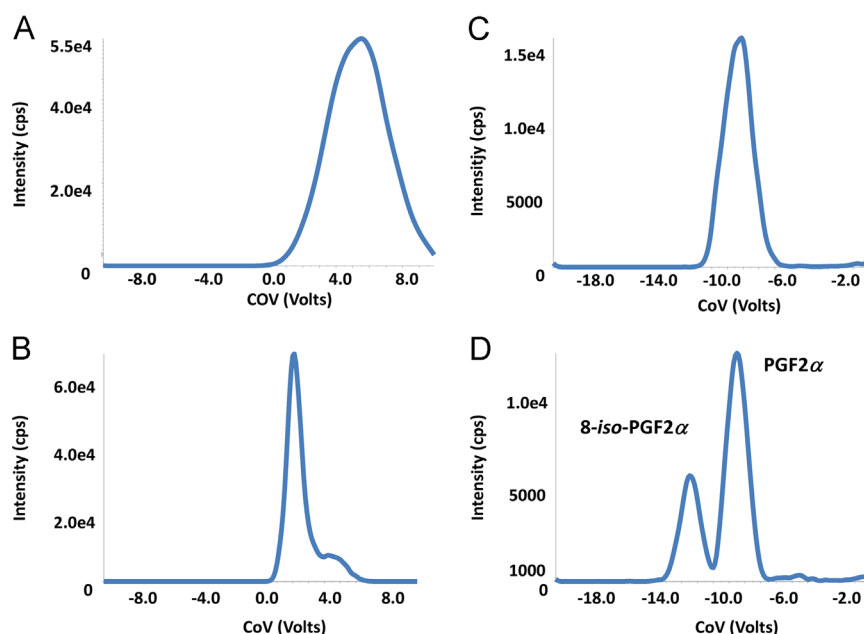 A
Intensity (cps)
5.5e4
4.0e4
2.0e4
0
-8.0 -4.0 0.0 4.0 8.0
COV (Volts)
C
Intensitjy (cps)
1.5e4
1.0e4
5000
0
-18.0 -14.0 -10.0 -6.0 -2.0
CoV (Volts)
B
Intensity (cps)
6.0e4
4.0e4
2.0e4
0
-8.0 -4.0 0.0 4.0 8.0
CoV (Volts)
D
PGF2α
8-iso-PGF2α
Intensity (cps)
1.0e4
5000
1000
0
-18.0 -14.0 -10.0 -6.0 -2.0
CoV (Volts)